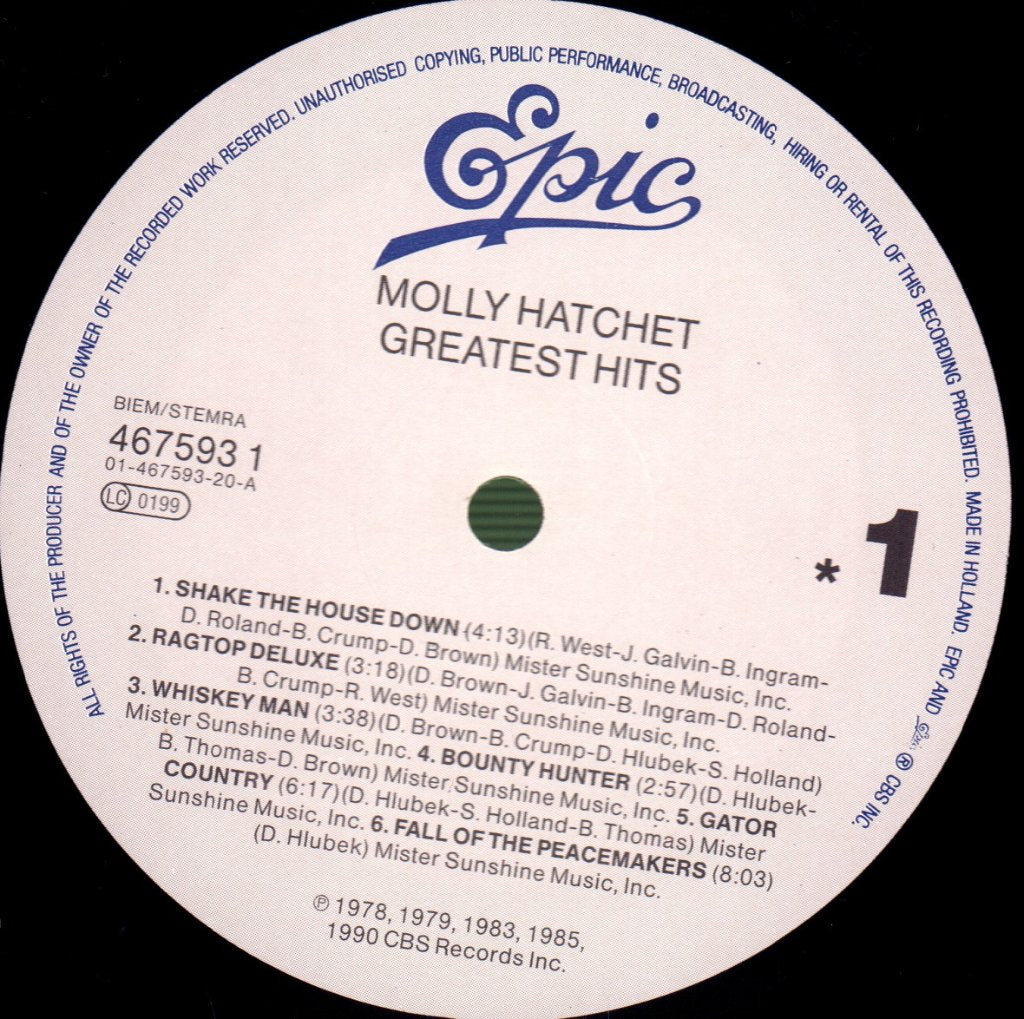 ALL RIGHTS OF THE PRODUCER AND OF THE OWNER OF THE RECORDED WORK RESERVED. UNAUTHORISED COPYING, PUBLIC PERFORMANCE, BROADCASTING, HIRING OR RENTAL OF THIS RECORDING PROHIBITED. MADE IN HOLLAND. EPIC AND Epic ® CBS INC.
Epic
MOLLY HATCHET
GREATEST HITS
BIEM/STEMRA
467593 1
01-467593-20-A
LC 0199
* 1
1. SHAKE THE HOUSE DOWN (4:13)(R. West-J. Galvin-B. Ingram-
D. Roland-B. Crump-D. Brown) Mister Sunshine Music, Inc.
2. RAGTOP DELUXE (3:18)(D. Brown-J. Galvin-B. Ingram-D. Roland-
B. Crump-R. West) Mister Sunshine Music, Inc.
3. WHISKEY MAN (3:38)(D. Brown-B. Crump-D. Hlubek-S. Holland)
Mister Sunshine Music, Inc. 4. BOUNTY HUNTER (2:57)(D. Hlubek-
B. Thomas-D. Brown) Mister Sunshine Music, Inc. 5. GATOR
COUNTRY (6:17)(D. Hlubek-S. Holland-B. Thomas) Mister
Sunshine Music, Inc. 6. FALL OF THE PEACEMAKERS (8:03)
(D. Hlubek) Mister Sunshine Music, Inc.
℗ 1978, 1979, 1983, 1985,
1990 CBS Records Inc.